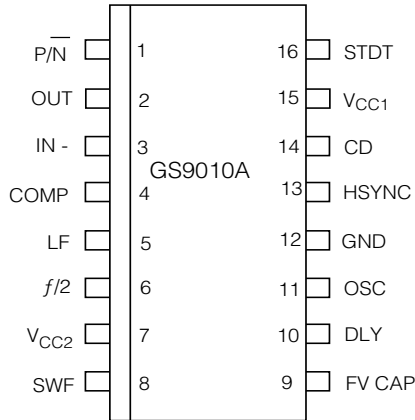 P/N̅ 1 16 STDT
OUT 2 15 VCC1
IN - 3 14 CD
GS9010A
COMP 4 13 HSYNC
LF 5 12 GND
ƒ/2 6 11 OSC
VCC2 7 10 DLY
SWF 8 9 FV CAP